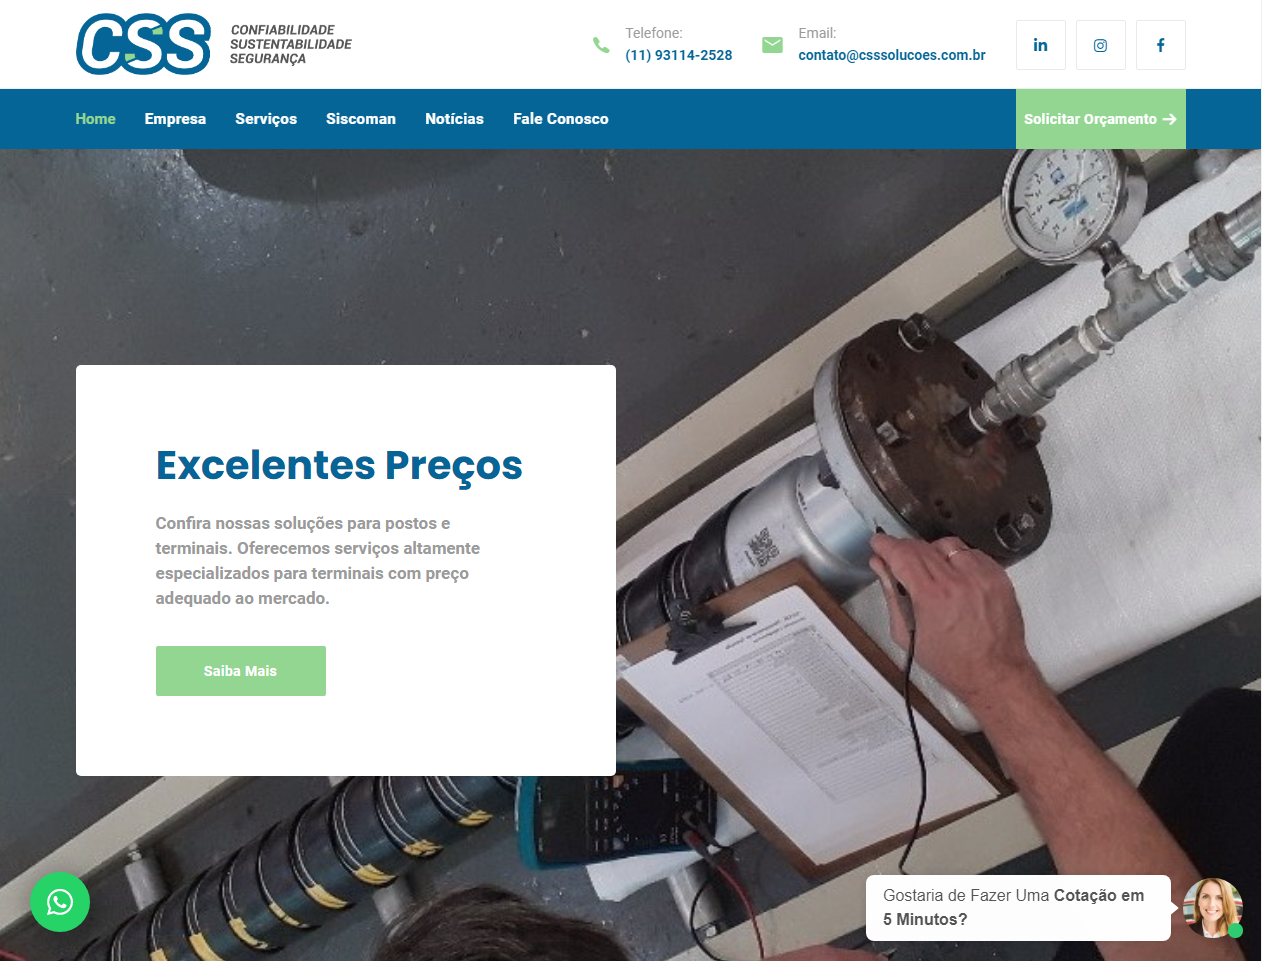 CSS
CONFIABILIDADE
SUSTENTABILIDADE
SEGURANÇA
Telefone:
(11) 93114-2528
Email:
contato@csssolucoes.com.br
Home Empresa Serviços Siscoman Notícias Fale Conosco
Solicitar Orçamento
Excelentes Preços
Confira nossas soluções para postos e
terminais. Oferecemos serviços altamente
especializados para terminais com preço
adequado ao mercado.
Saiba Mais
Gostaria de Fazer Uma Cotação em
5 Minutos?